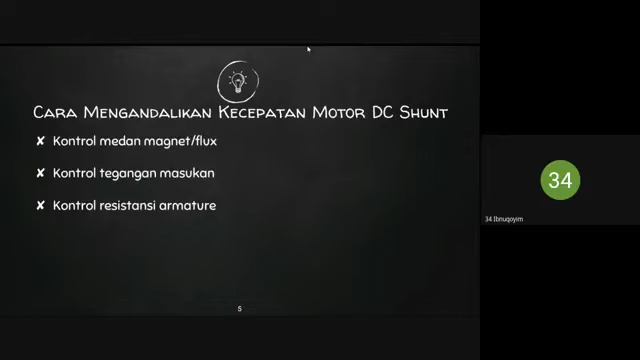 CARA MENGANDALIKAN KECEPATAN MOTOR DC SHUNT
✘ Kontrol medan magnet/flux
✘ Kontrol tegangan masukan
✘ Kontrol resistansi armature
5
34
34 Ibnuqoyim